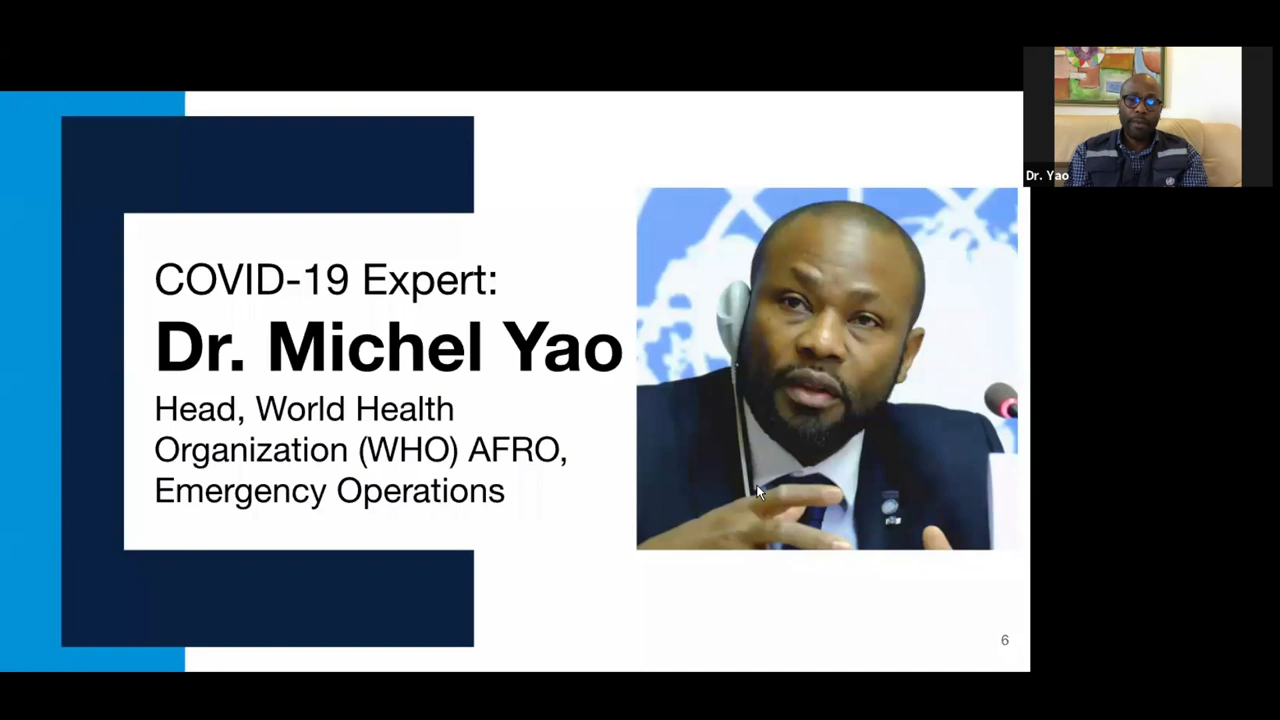 COVID-19 Expert:
Dr. Michel Yao
Head, World Health
Organization (WHO) AFRO,
Emergency Operations
6
Dr. Yao